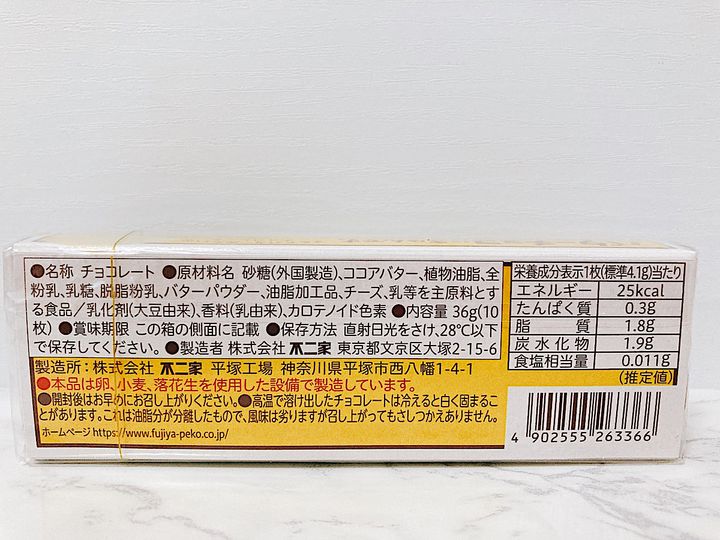 ●名称 チョコレート ●原材料名 砂糖(外国製造)、ココアバター、植物油脂、全
粉乳、乳糖、脱脂粉乳、バターパウダー、油脂加工品、チーズ、乳等を主原料とす
る食品／乳化剤(大豆由来)、香料(乳由来)、カロテノイド色素 ●内容量 36g(10
枚) ●賞味期限 この箱の側面に記載 ●保存方法 直射日光をさけ、28℃以下
で保存してください。●製造者 株式会社 不二家 東京都文京区大塚2-15-6
製造所：株式会社 不二家 平塚工場 神奈川県平塚市西八幡1-4-1
●本品は卵、小麦、落花生を使用した設備で製造しています。
●開封後はお早めにお召し上がりください。●高温で溶け出したチョコレートは冷えると白く固まるこ
とがあります。これは油脂分が分離したもので、風味は劣りますが召し上がってもさしつかえありません。
ホームページ https://www.fujiya-peko.co.jp/
栄養成分表示1枚(標準4.1g)当たり
エネルギー 25kcal
たんぱく質 0.3g
脂質 1.8g
炭水化物 1.9g
食塩相当量 0.011g
(推定値)
4 902555 263366